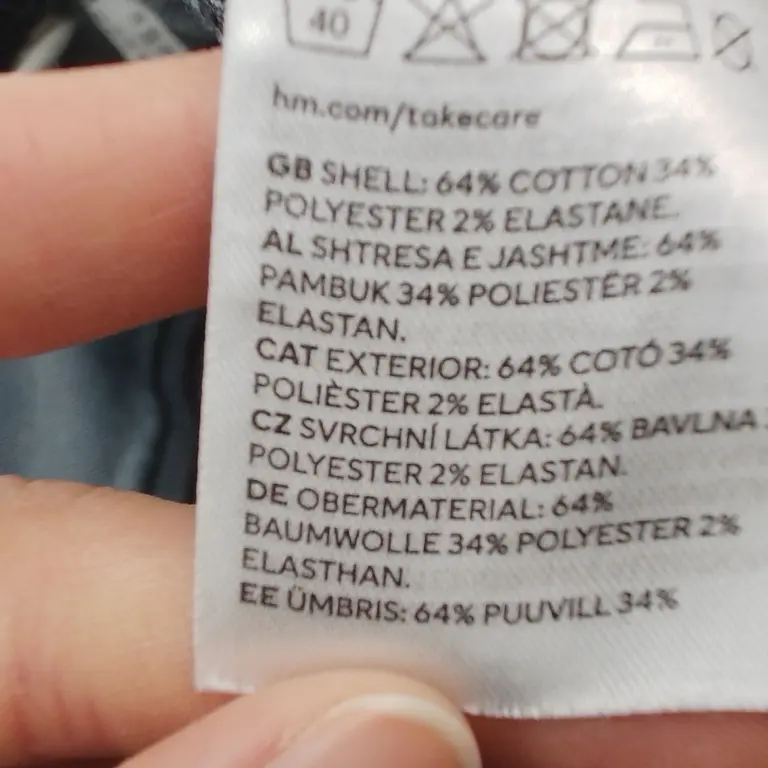 40
hm.com/takecare
GB SHELL: 64% COTTON 34%
POLYESTER 2% ELASTANE.
AL SHTRESA E JASHTME: 64%
PAMBUK 34% POLIESTËR 2%
ELASTAN.
CAT EXTERIOR: 64% COTÓ 34%
POLIÈSTER 2% ELASTÀ.
CZ SVRCHNÍ LÁTKA: 64% BAVLNA
POLYESTER 2% ELASTAN.
DE OBERMATERIAL: 64%
BAUMWOLLE 34% POLYESTER 2%
ELASTHAN.
EE ÜMBRIS: 64% PUUVILL 34%